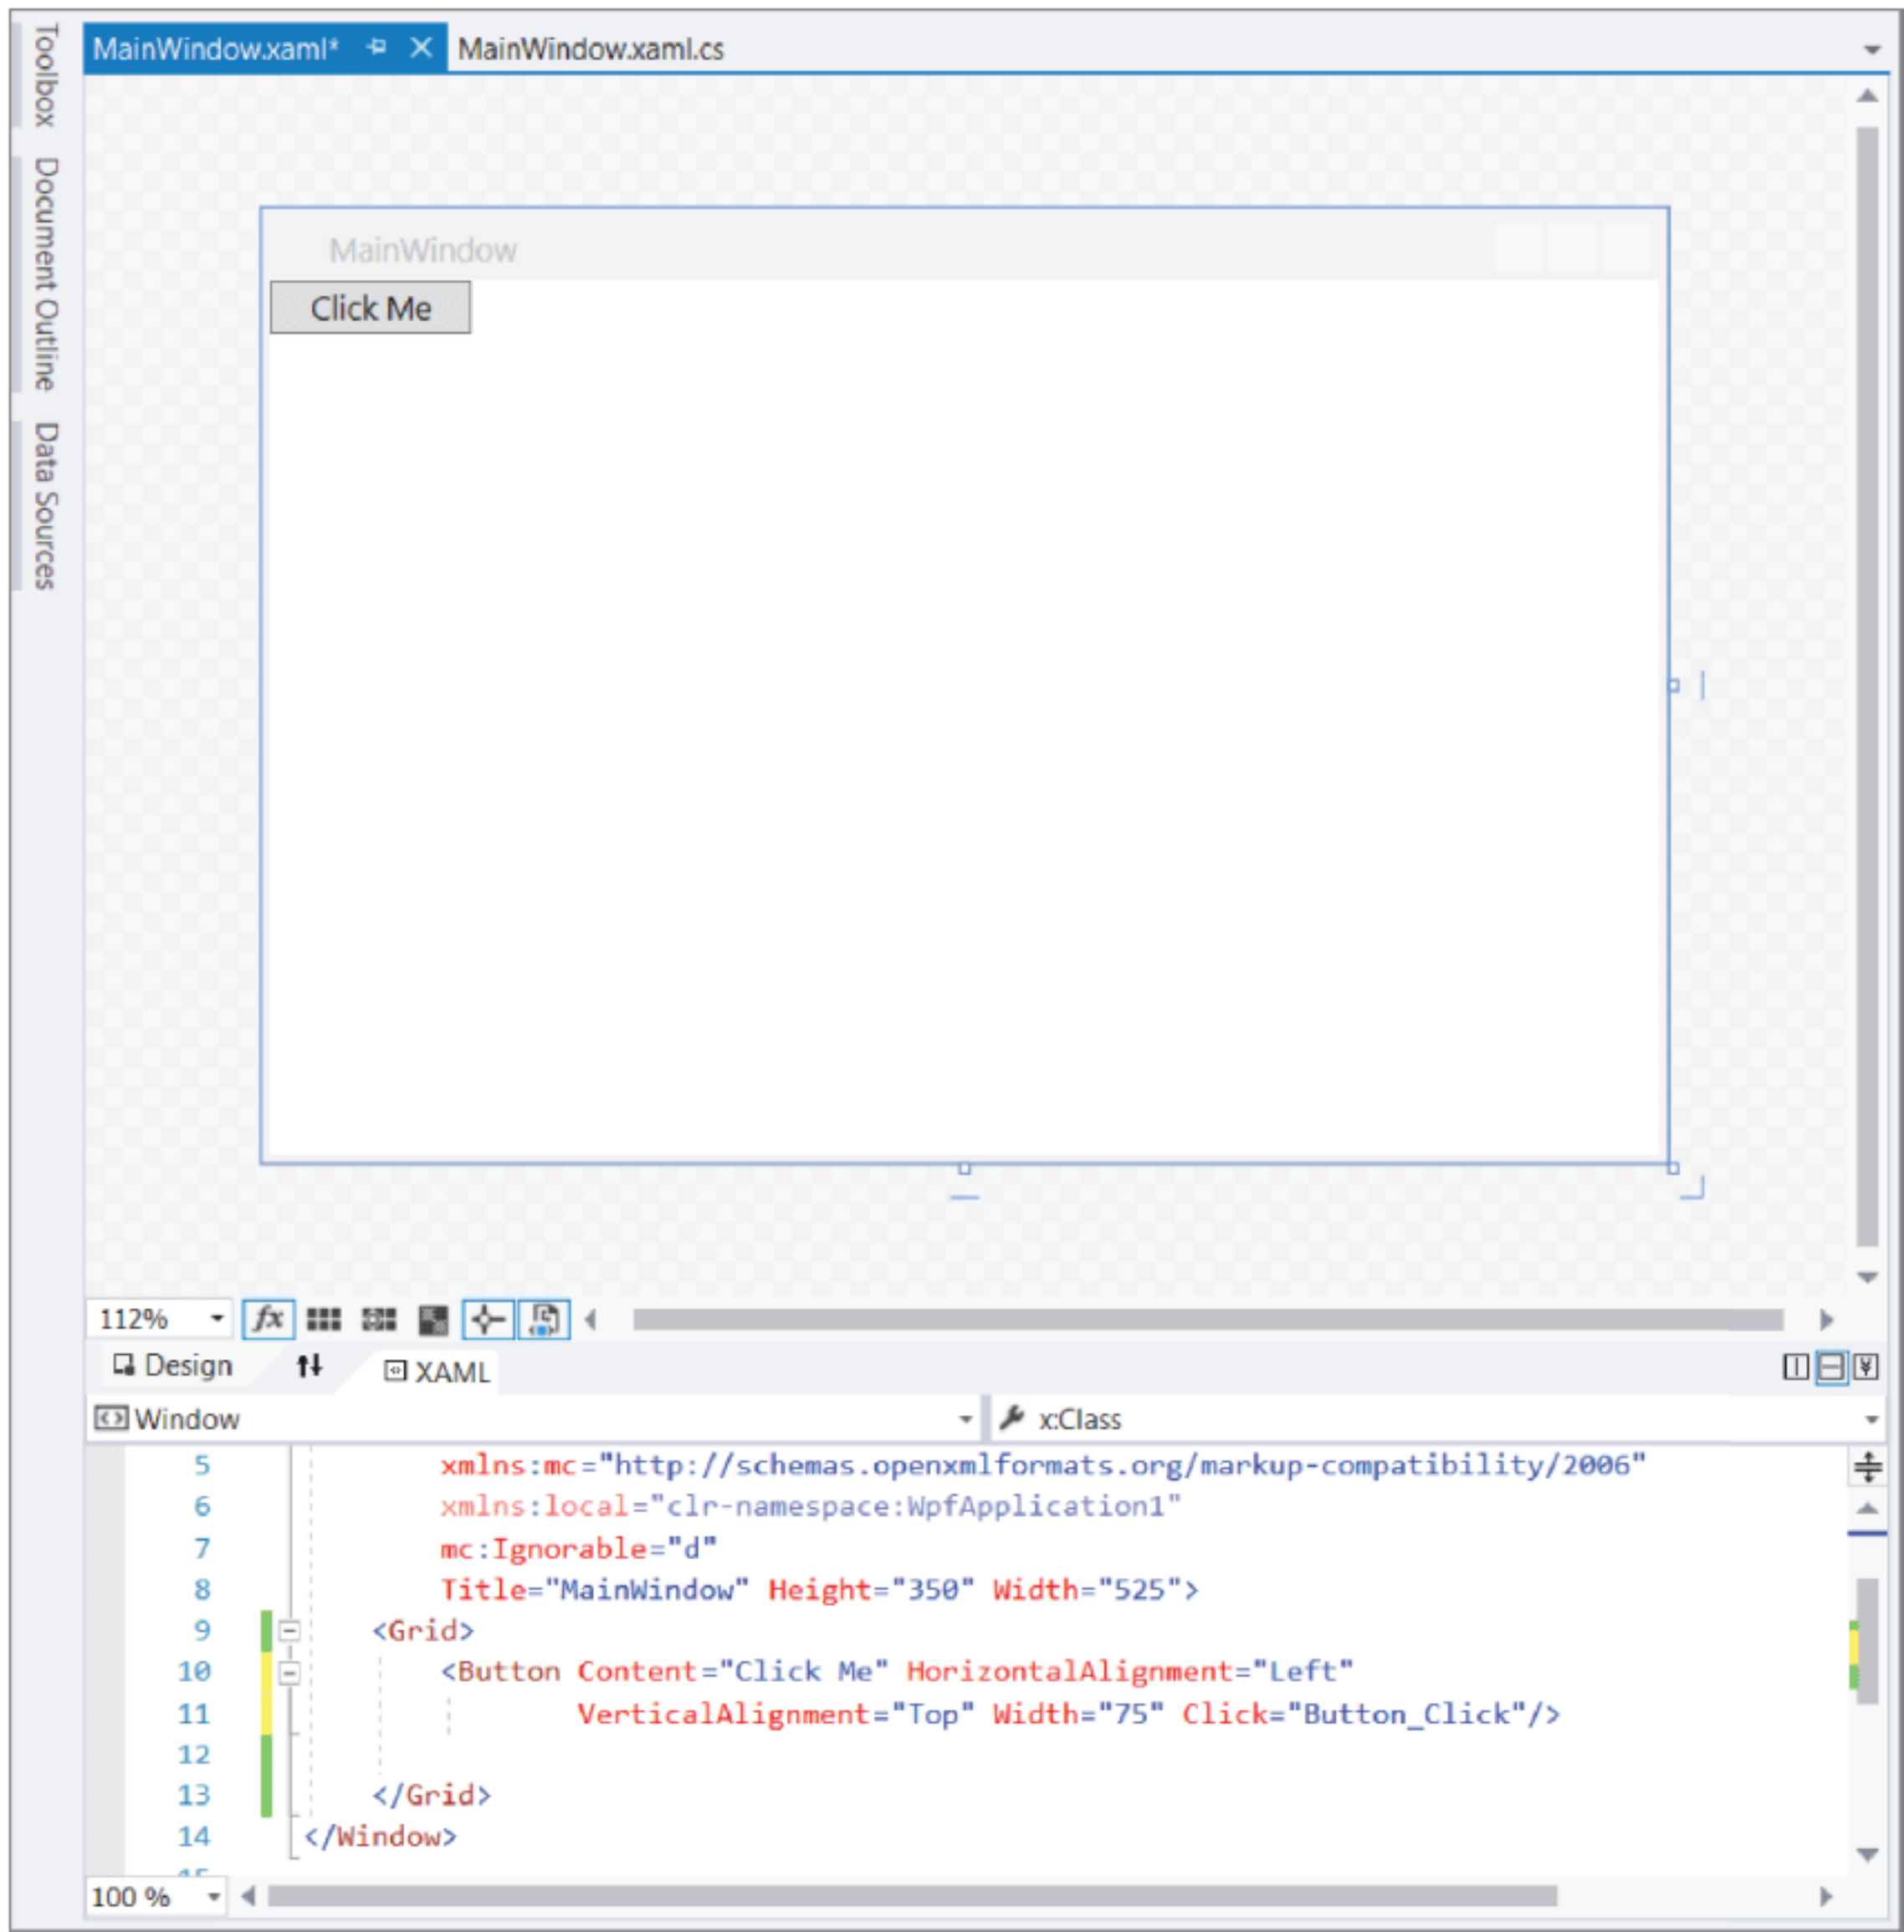 Toolbox
Document Outline
Data Sources
MainWindow.xaml* MainWindow.xaml.cs
MainWindow
Click Me
112% fx
Design XAML
Window x:Class
5 xmlns:mc="http://schemas.openxmlformats.org/markup-compatibility/2006"
6 xmlns:local="clr-namespace:WpfApplication1"
7 mc:Ignorable="d"
8 Title="MainWindow" Height="350" Width="525">
9 <Grid>
10 <Button Content="Click Me" HorizontalAlignment="Left"
11 VerticalAlignment="Top" Width="75" Click="Button_Click"/>
12
13 </Grid>
14 </Window>
100 %